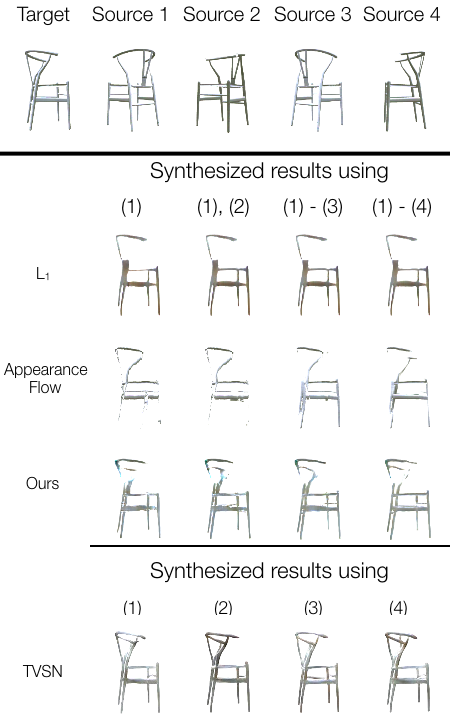 Target Source 1 Source 2 Source 3 Source 4
Synthesized results using
(1) (1), (2) (1) - (3) (1) - (4)
L₁
Appearance
Flow
Ours
Synthesized results using
(1) (2) (3) (4)
TVSN